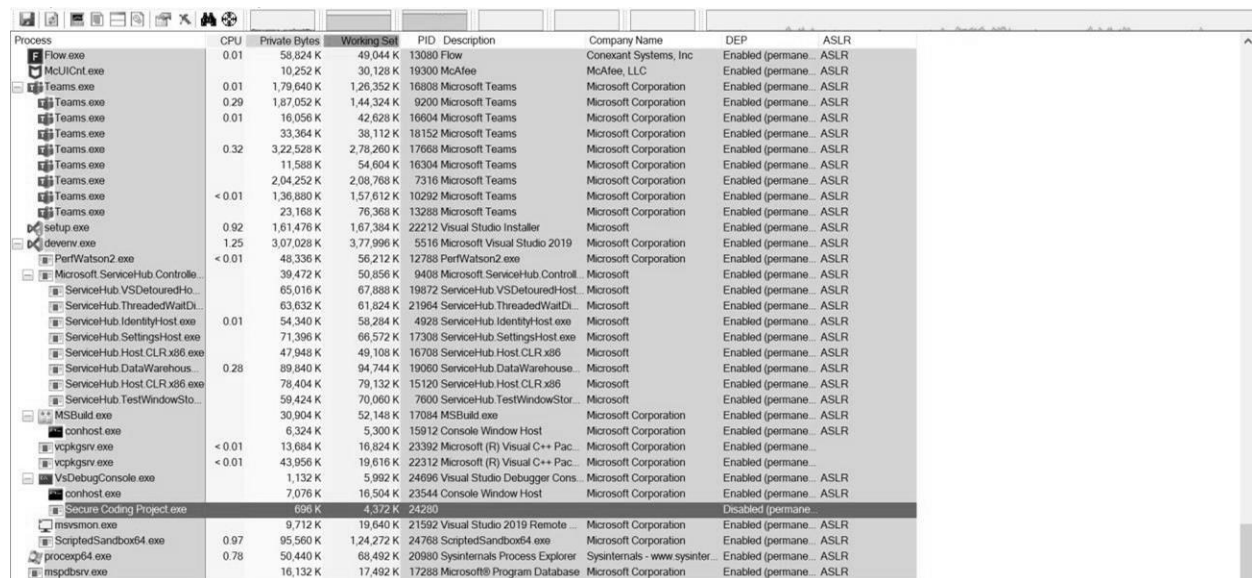 Process CPU Private Bytes Working Set PID Description Company Name DEP ASLR
Flow.exe 0.01 58,824 K 49,044 K 13080 Flow Conexant Systems, Inc Enabled (permane... ASLR
McUICnt.exe 10,252 K 30,128 K 19300 McAfee McAfee, LLC Enabled (permane... ASLR
Teams.exe 0.01 1,79,640 K 1,26,352 K 16808 Microsoft Teams Microsoft Corporation Enabled (permane... ASLR
Teams.exe 0.29 1,87,052 K 1,44,324 K 9200 Microsoft Teams Microsoft Corporation Enabled (permane... ASLR
Teams.exe 0.01 16,056 K 42,628 K 16604 Microsoft Teams Microsoft Corporation Enabled (permane... ASLR
Teams.exe 33,364 K 38,112 K 18152 Microsoft Teams Microsoft Corporation Enabled (permane... ASLR
Teams.exe 0.32 3,22,528 K 2,78,260 K 17668 Microsoft Teams Microsoft Corporation Enabled (permane... ASLR
Teams.exe 11,588 K 54,604 K 16304 Microsoft Teams Microsoft Corporation Enabled (permane... ASLR
Teams.exe 2,04,252 K 2,08,768 K 7316 Microsoft Teams Microsoft Corporation Enabled (permane... ASLR
Teams.exe < 0.01 1,36,880 K 1,57,612 K 10292 Microsoft Teams Microsoft Corporation Enabled (permane... ASLR
Teams.exe 23,168 K 76,368 K 13288 Microsoft Teams Microsoft Corporation Enabled (permane... ASLR
setup.exe 0.92 1,61,476 K 1,67,384 K 22212 Visual Studio Installer Microsoft Enabled (permane... ASLR
devenv.exe 1.25 3,07,028 K 3,77,996 K 5516 Microsoft Visual Studio 2019 Microsoft Corporation Enabled (permane... ASLR
PerfWatson2.exe < 0.01 48,336 K 56,212 K 12788 PerfWatson2.exe Microsoft Corporation Enabled (permane... ASLR
Microsoft.ServiceHub.Controlle... 39,472 K 50,856 K 9408 Microsoft.ServiceHub.Controll... Microsoft Enabled (permane... ASLR
ServiceHub.VSDetouredHo... 65,016 K 67,888 K 19872 ServiceHub.VSDetouredHost... Microsoft Enabled (permane... ASLR
ServiceHub.ThreadedWaitDi... 63,632 K 61,824 K 21964 ServiceHub.ThreadedWaitDi... Microsoft Enabled (permane... ASLR
ServiceHub.IdentityHost.exe 0.01 54,340 K 58,284 K 4928 ServiceHub.IdentityHost.exe Microsoft Enabled (permane... ASLR
ServiceHub.SettingsHost.exe 71,396 K 66,572 K 17308 ServiceHub.SettingsHost.exe Microsoft Enabled (permane... ASLR
ServiceHub.Host.CLR.x86.exe 47,948 K 49,108 K 16708 ServiceHub.Host.CLR.x86 Microsoft Enabled (permane... ASLR
ServiceHub.DataWarehous... 0.28 89,840 K 94,744 K 19060 ServiceHub.DataWarehouse... Microsoft Enabled (permane... ASLR
ServiceHub.Host.CLR.x86.exe 78,404 K 79,132 K 15120 ServiceHub.Host.CLR.x86 Microsoft Enabled (permane... ASLR
ServiceHub.TestWindowSto... 59,424 K 70,060 K 7600 ServiceHub.TestWindowStor... Microsoft Enabled (permane... ASLR
MSBuild.exe 30,904 K 52,148 K 17084 MSBuild.exe Microsoft Corporation Enabled (permane... ASLR
conhost.exe 6,324 K 5,300 K 15912 Console Window Host Microsoft Corporation Enabled (permane... ASLR
vcpkgsrv.exe < 0.01 13,684 K 16,824 K 23392 Microsoft (R) Visual C++ Pac... Microsoft Corporation Enabled (permane...
vcpkgsrv.exe < 0.01 43,956 K 19,616 K 22312 Microsoft (R) Visual C++ Pac... Microsoft Corporation Enabled (permane...
VsDebugConsole.exe 1,132 K 5,992 K 24696 Visual Studio Debugger Cons... Microsoft Corporation Enabled (permane... ASLR
conhost.exe 7,076 K 16,504 K 23544 Console Window Host Microsoft Corporation Enabled (permane... ASLR
Secure Coding Project.exe 696 K 4,372 K 24280 Disabled (permane...
msvsmon.exe 9,712 K 19,640 K 21592 Visual Studio 2019 Remote ... Microsoft Corporation Enabled (permane... ASLR
ScriptedSandbox64.exe 0.97 95,560 K 1,24,272 K 24768 ScriptedSandbox64.exe Microsoft Corporation Enabled (permane... ASLR
procexp64.exe 0.78 50,440 K 68,492 K 20980 Sysinternals Process Explorer Sysinternals - www.sysinter... Enabled (permane... ASLR
mspdbsrv.exe 16,132 K 17,492 K 17288 Microsoft® Program Database Microsoft Corporation Enabled (permane... ASLR